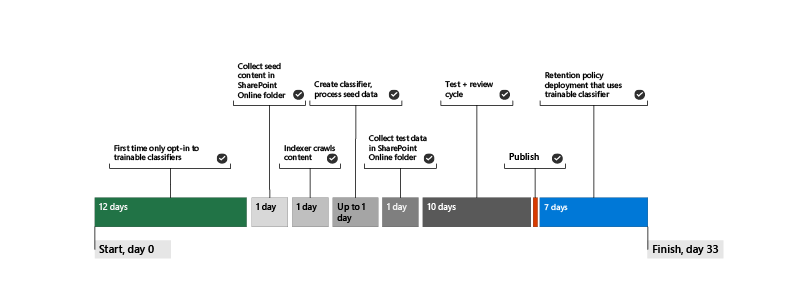 Collect seed
content in
SharePoint
Online folder
Create classifier,
process seed data
Test + review
cycle
Retention policy
deployment that uses
trainable classifier
First time only opt-in to
trainable classifiers
Indexer crawls
content
Collect test data
in SharePoint
Online folder
Publish
12 days
1 day
1 day
Up to 1
day
1 day
10 days
7 days
Start, day 0
Finish, day 33